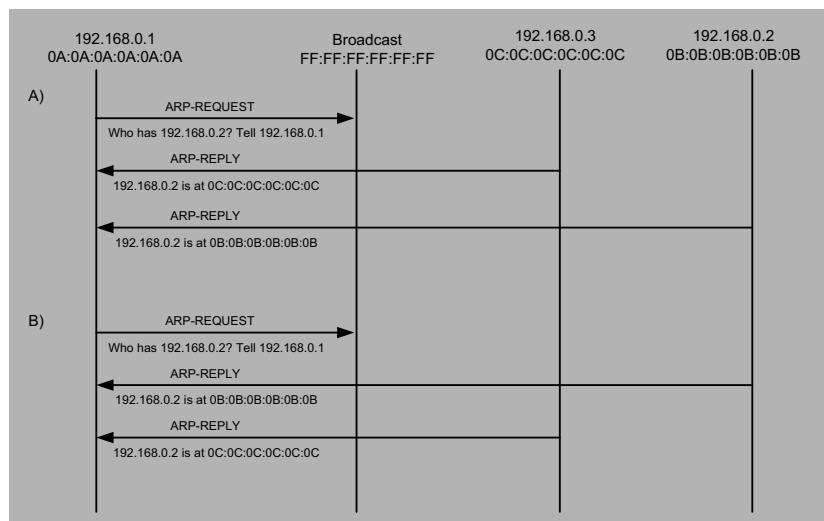 192.168.0.1
0A:0A:0A:0A:0A:0A
Broadcast
FF:FF:FF:FF:FF:FF
192.168.0.3
0C:0C:0C:0C:0C:0C
192.168.0.2
0B:0B:0B:0B:0B:0B
A)
ARP-REQUEST
Who has 192.168.0.2? Tell 192.168.0.1
ARP-REPLY
192.168.0.2 is at 0C:0C:0C:0C:0C:0C
ARP-REPLY
192.168.0.2 is at 0B:0B:0B:0B:0B:0B
B)
ARP-REQUEST
Who has 192.168.0.2? Tell 192.168.0.1
ARP-REPLY
192.168.0.2 is at 0B:0B:0B:0B:0B:0B
ARP-REPLY
192.168.0.2 is at 0C:0C:0C:0C:0C:0C